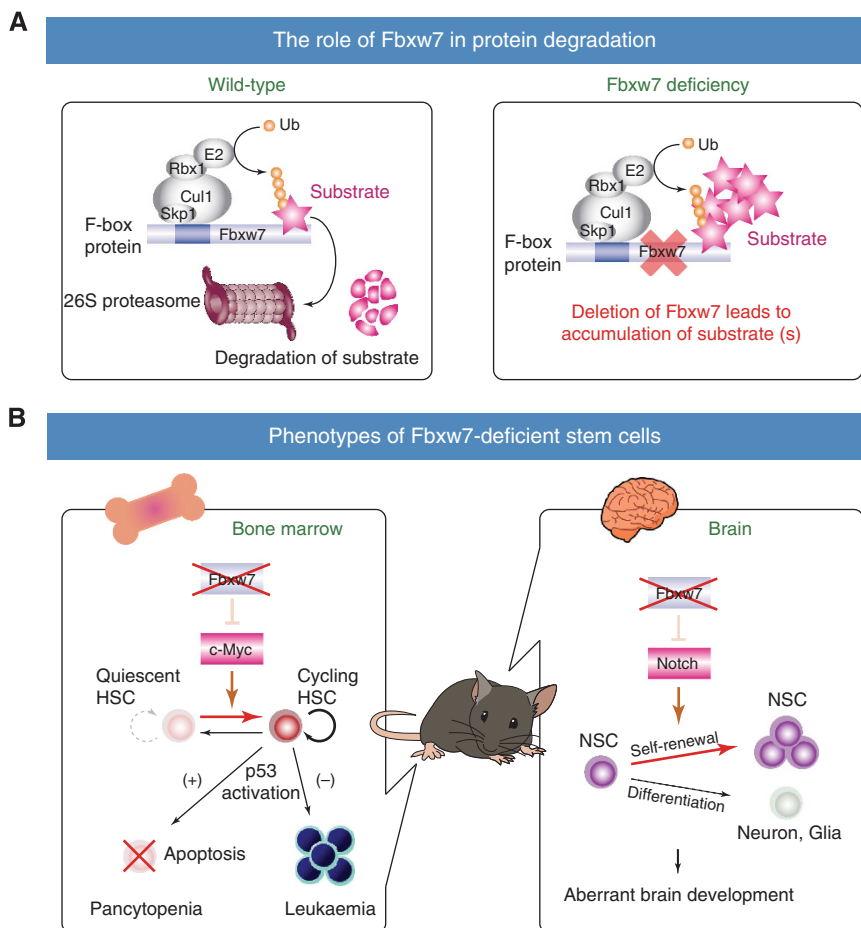 A
The role of Fbxw7 in protein degradation
Wild-type
Ub
E2
Rbx1
Cul1
Skp1
Substrate
F-box
protein
Fbxw7
26S proteasome
Degradation of substrate
Fbxw7 deficiency
Ub
E2
Rbx1
Cul1
Skp1
Substrate
F-box
protein
Fbxw7
Deletion of Fbxw7 leads to
accumulation of substrate (s)
B
Phenotypes of Fbxw7-deficient stem cells
Bone marrow
Fbxw7
c-Myc
Quiescent
HSC
Cycling
HSC
(+)
p53
activation
(–)
Apoptosis
Pancytopenia
Leukaemia
Brain
Fbxw7
Notch
NSC
NSC
Self-renewal
Differentiation
Neuron, Glia
Aberrant brain development